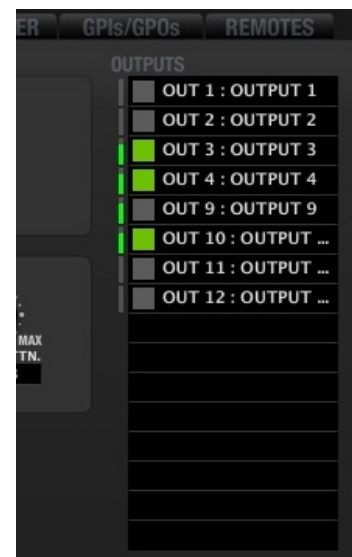 ER GPIs/GPOs REMOTES
OUTPUTS
OUT 1 : OUTPUT 1
OUT 2 : OUTPUT 2
OUT 3 : OUTPUT 3
OUT 4 : OUTPUT 4
OUT 9 : OUTPUT 9
OUT 10 : OUTPUT ...
OUT 11 : OUTPUT ...
OUT 12 : OUTPUT ...
MAX
TTN.